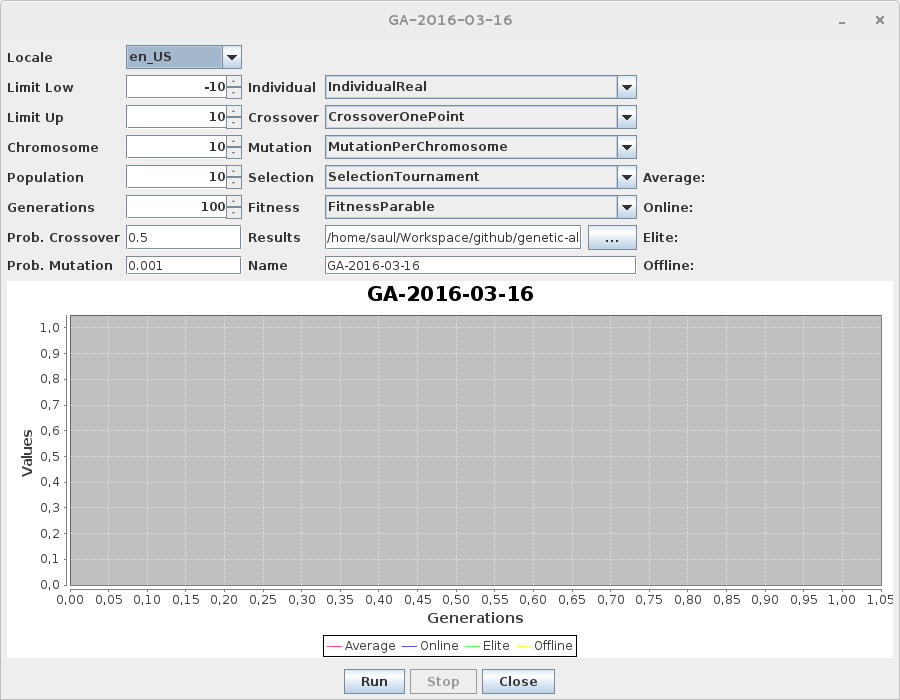 GA-2016-03-16
Locale en_US
Limit Low -10 Individual IndividualReal
Limit Up 10 Crossover CrossoverOnePoint
Chromosome 10 Mutation MutationPerChromosome
Population 10 Selection SelectionTournament Average:
Generations 100 Fitness FitnessParable Online:
Prob. Crossover 0.5 Results /home/saul/Workspace/github/genetic-al ... Elite:
Prob. Mutation 0.001 Name GA-2016-03-16 Offline:
GA-2016-03-16
1,0
0,9
0,8
0,7
0,6
0,5
0,4
0,3
0,2
0,1
0,0
Values
0,00 0,05 0,10 0,15 0,20 0,25 0,30 0,35 0,40 0,45 0,50 0,55 0,60 0,65 0,70 0,75 0,80 0,85 0,90 0,95 1,00 1,05
Generations
Average Online Elite Offline
Run Stop Close